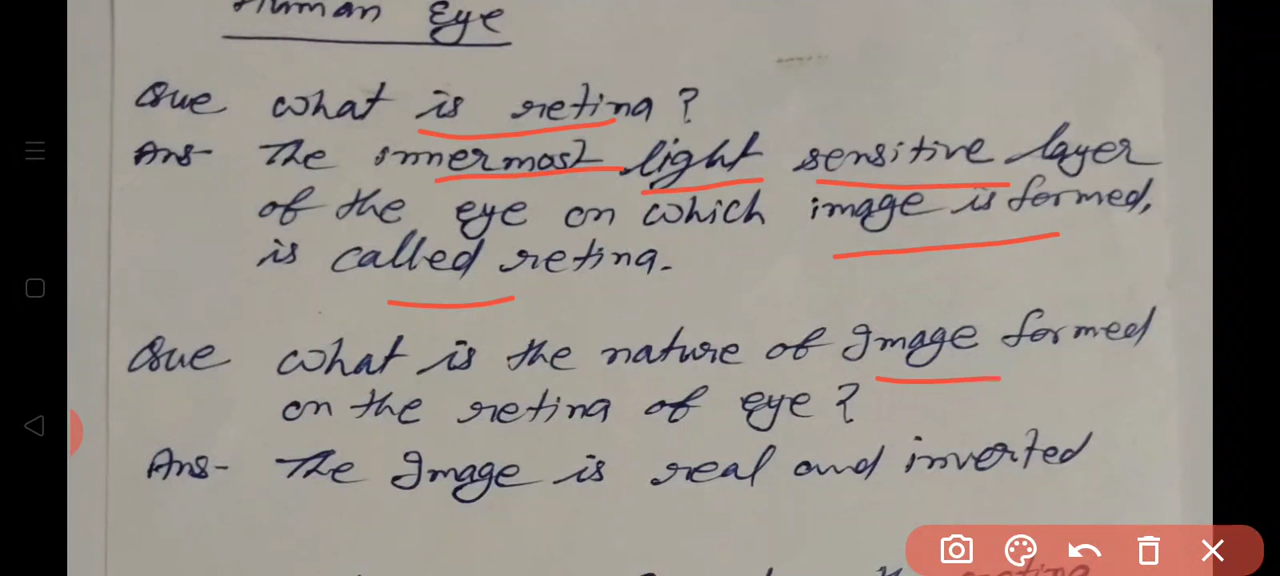 Human Eye
Que What is retina?
Ans- The innermost light sensitive layer
of the eye on which image is formed,
is called retina.
Que What is the nature of Image formed
on the retina of eye?
Ans- The Image is real and inverted
retina